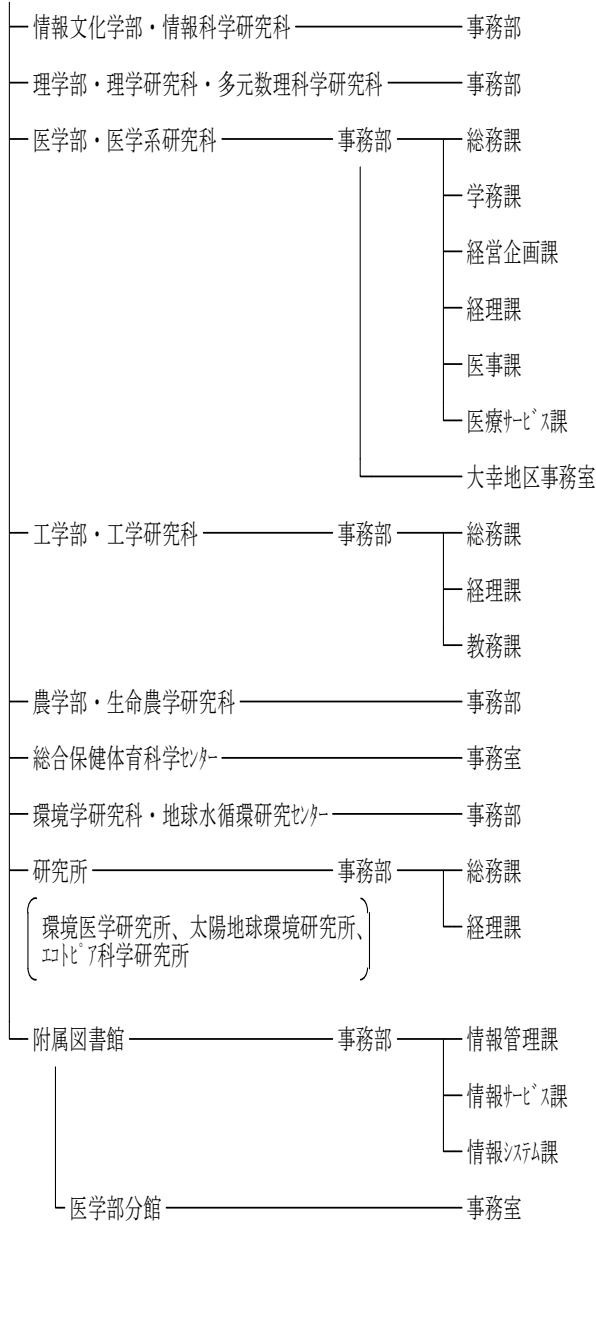 情報文化学部・情報科学研究科 事務部
理学部・理学研究科・多元数理科学研究科 事務部
医学部・医学系研究科 事務部 総務課
学務課
経営企画課
経理課
医事課
医療ｻｰﾋﾞｽ課
大幸地区事務室
工学部・工学研究科 事務部 総務課
経理課
教務課
農学部・生命農学研究科 事務部
総合保健体育科学ｾﾝﾀｰ 事務室
環境学研究科・地球水循環研究ｾﾝﾀｰ 事務部
研究所 事務部 総務課
環境医学研究所、太陽地球環境研究所、 経理課
ｴｺﾄﾋﾟｱ科学研究所
附属図書館 事務部 情報管理課
情報ｻｰﾋﾞｽ課
情報ｼｽﾃﾑ課
医学部分館 事務室